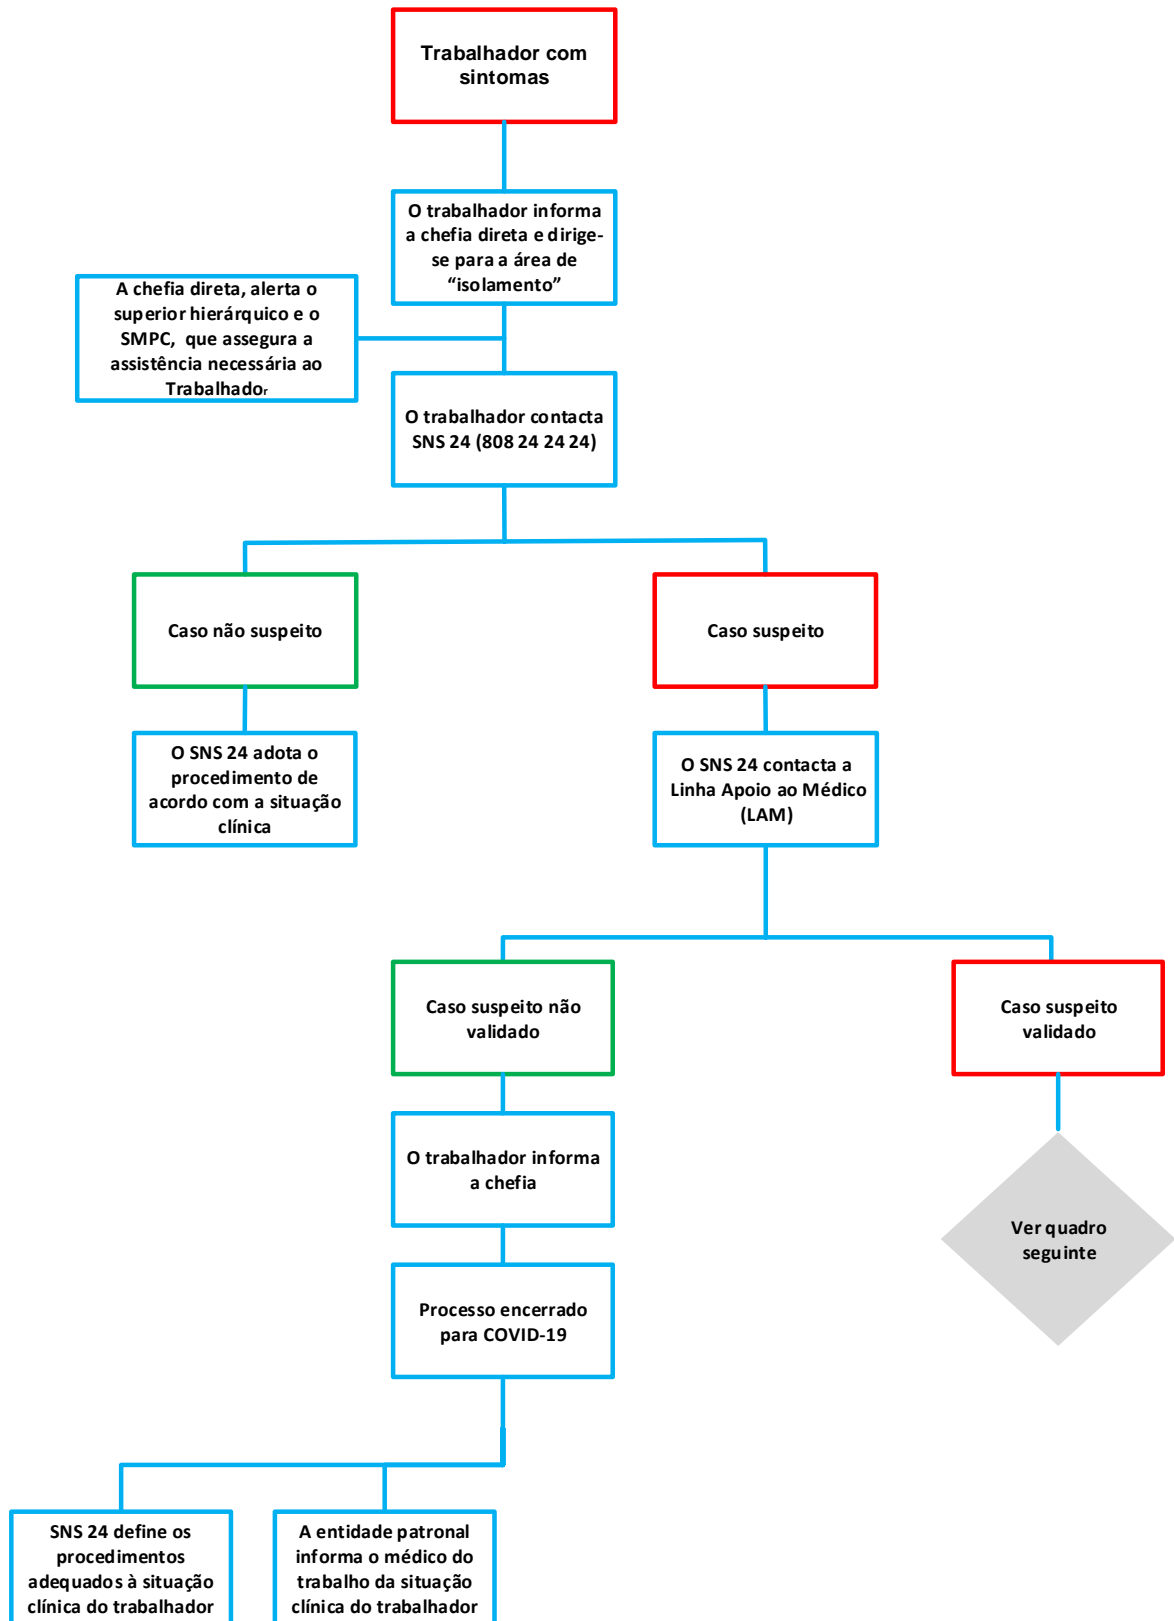 Trabalhador com
sintomas
O trabalhador informa
a chefia direta e dirige-
se para a área de
“isolamento”
A chefia direta, alerta o
superior hierárquico e o
SMPC, que assegura a
assistência necessária ao
Trabalhador
O trabalhador contacta
SNS 24 (808 24 24 24)
Caso não suspeito
Caso suspeito
O SNS 24 adota o
procedimento de
acordo com a situação
clínica
O SNS 24 contacta a
Linha Apoio ao Médico
(LAM)
Caso suspeito não
validado
Caso suspeito
validado
O trabalhador informa
a chefia
Ver quadro
seguinte
Processo encerrado
para COVID-19
SNS 24 define os
procedimentos
adequados à situação
clínica do trabalhador
A entidade patronal
informa o médico do
trabalho da situação
clínica do trabalhador